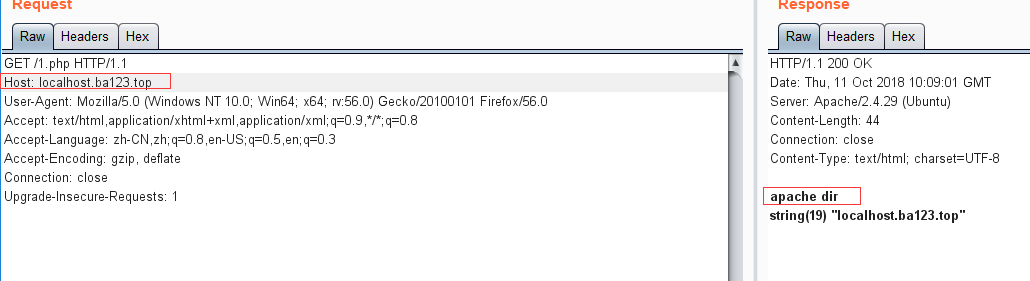 Request
Raw Headers Hex
GET /1.php HTTP/1.1
Host: localhost.ba123.top
User-Agent: Mozilla/5.0 (Windows NT 10.0; Win64; x64; rv:56.0) Gecko/20100101 Firefox/56.0
Accept: text/html,application/xhtml+xml,application/xml;q=0.9,*/*;q=0.8
Accept-Language: zh-CN,zh;q=0.8,en-US;q=0.5,en;q=0.3
Accept-Encoding: gzip, deflate
Connection: close
Upgrade-Insecure-Requests: 1
Response
Raw Headers Hex
HTTP/1.1 200 OK
Date: Thu, 11 Oct 2018 10:09:01 GMT
Server: Apache/2.4.29 (Ubuntu)
Content-Length: 44
Connection: close
Content-Type: text/html; charset=UTF-8
apache dir
string(19) "localhost.ba123.top"